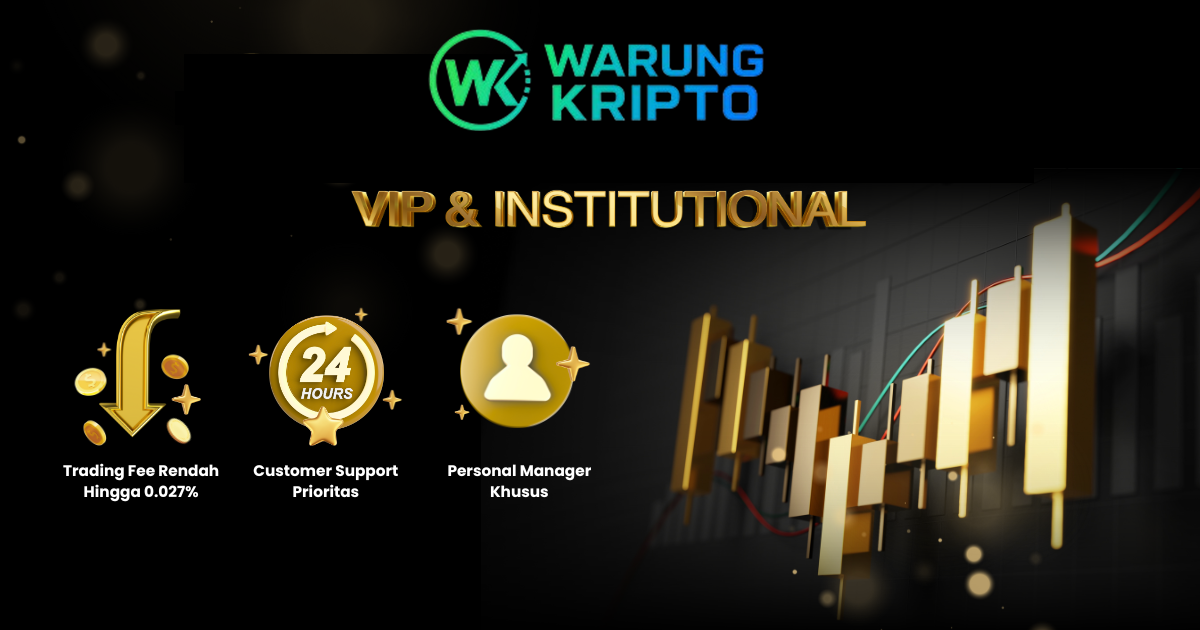 WK
WARUNG
KRIPTO
VIP & INSTITUTIONAL
24
HOURS
Trading Fee Rendah
Hingga 0.027%
Customer Support
Prioritas
Personal Manager
Khusus